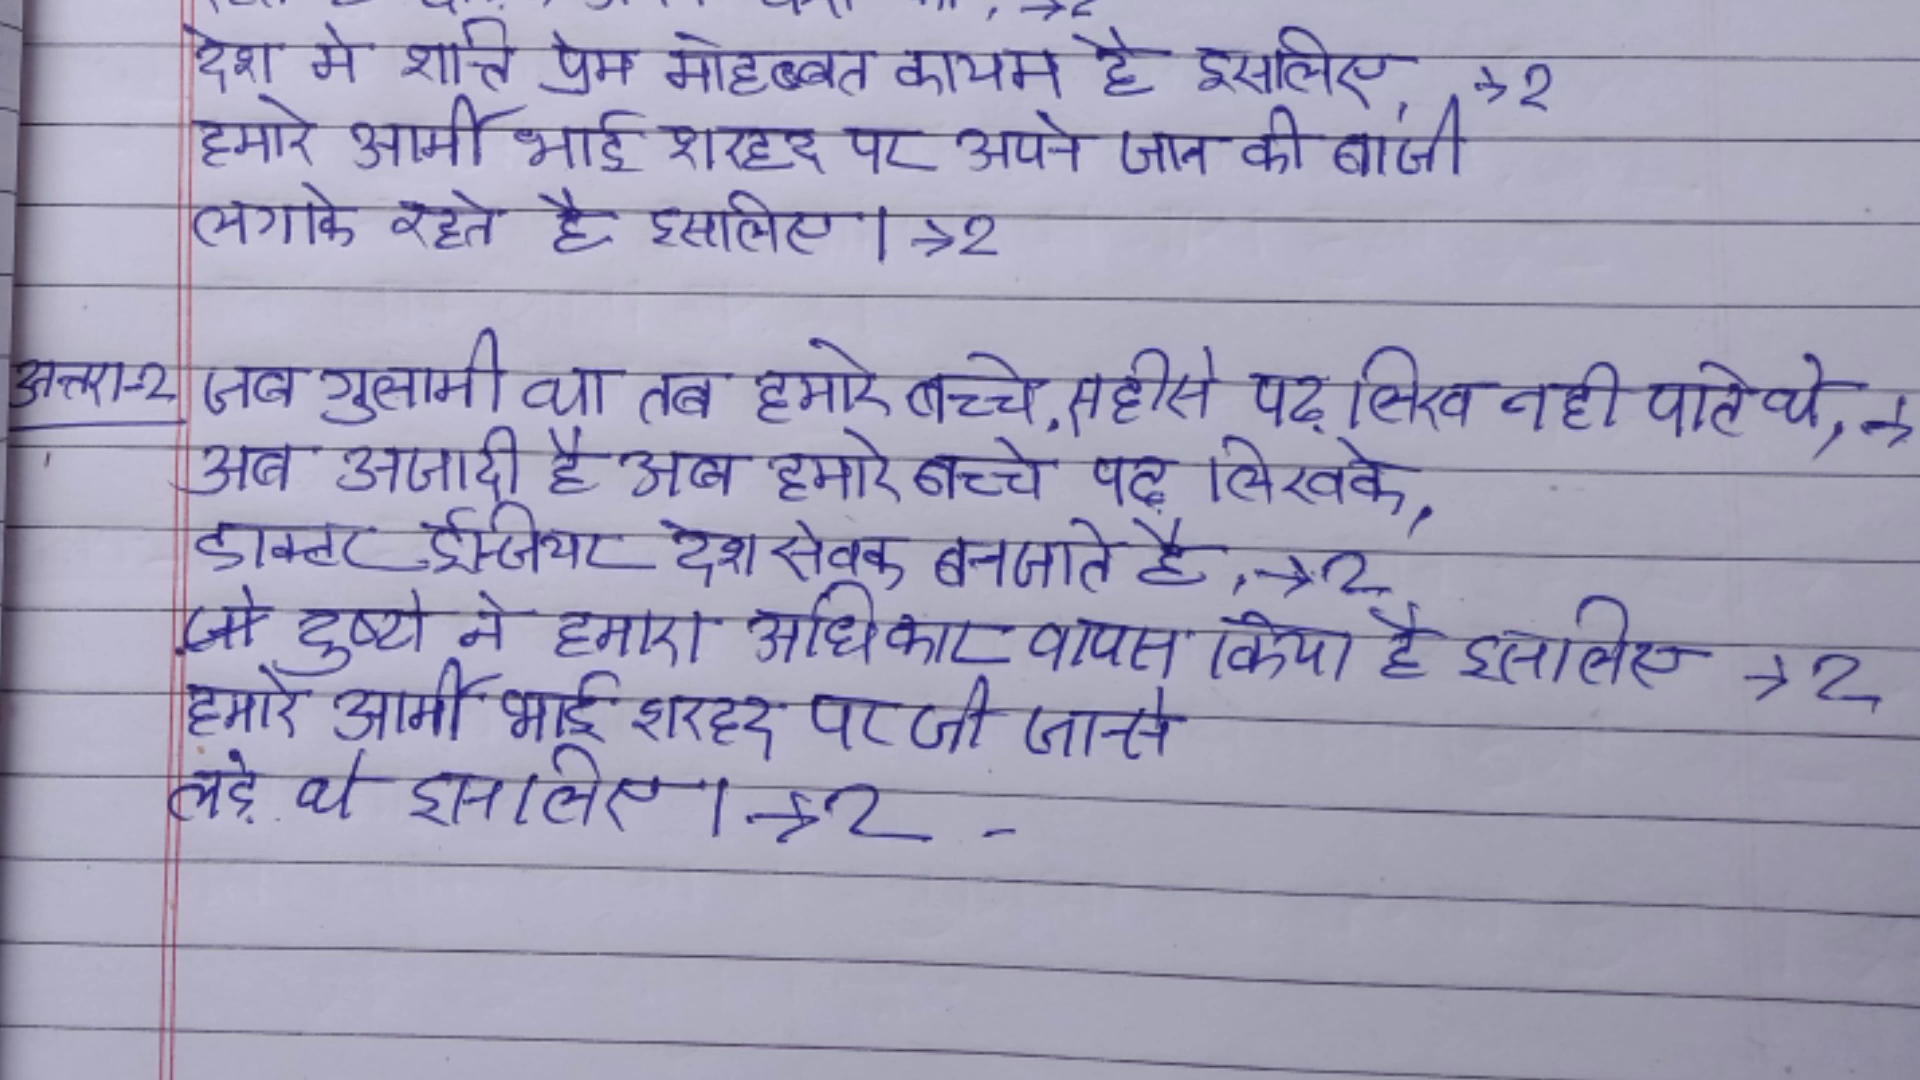 देश मे शान्ति प्रेम मोहब्बत कायम है इसलिए, →2
हमारे आर्मी भाई शरहद पर अपने जान की बांजी
लगाके रहते है इसलिए । →2
अन्तरा-2 जब गुलामी था तब हमारे बच्चे, सहीसे पढ़ लिख नही पाते थे, →
अब अजादी है अब हमारे बच्चे पढ़ लिखके,
डाक्टर ईन्जियर देश सेवक बनजाते है, →2
जो दुष्टो ने हमारा अधिकार वापस किया है इसलिए →2
हमारे आर्मी भाई शरहद पर जी जान्से
लड़े थे इसलिए । →2 -